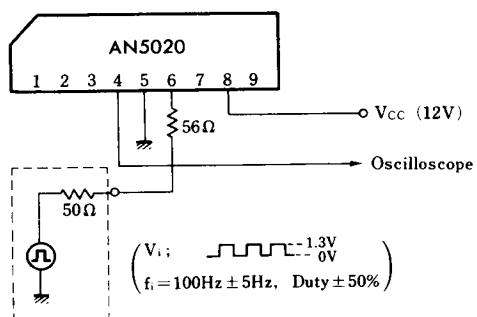 AN5020
1 2 3 4 5 6 7 8 9
56Ω
VCC (12V)
Oscilloscope
50Ω
Vi ; 1.3V
0V
fi=100Hz±5Hz, Duty±50%